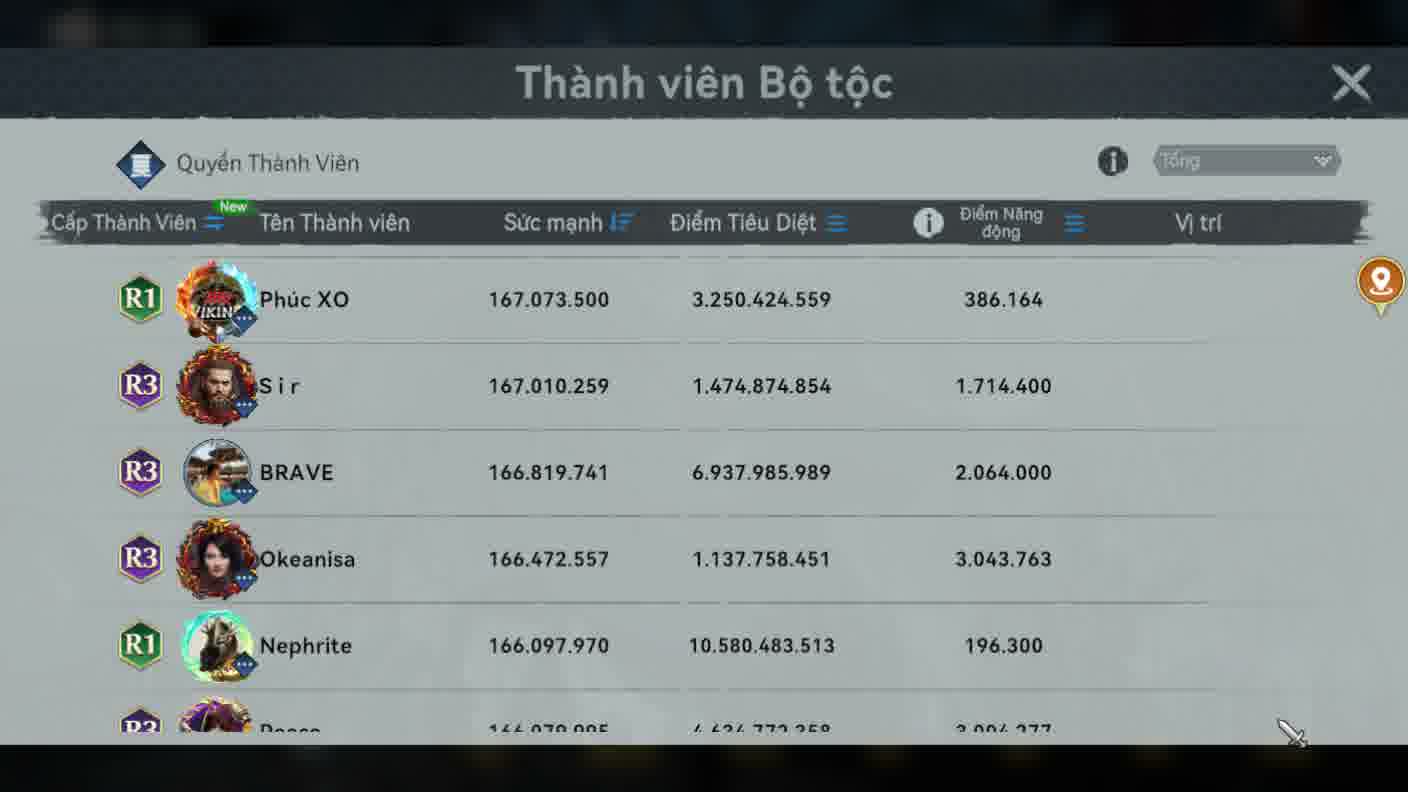 Thành viên Bộ tộc
Quyển Thành Viên
Tổng
Cấp Thành Viên New Tên Thành viên Sức mạnh Điểm Tiêu Diệt Điểm Năng động Vị trí
R1 VIKIN Phúc XO 167.073.500 3.250.424.559 386.164
R3 S i r 167.010.259 1.474.874.854 1.714.400
R3 BRAVE 166.819.741 6.937.985.989 2.064.000
R3 Okeanisa 166.472.557 1.137.758.451 3.043.763
R1 Nephrite 166.097.970 10.580.483.513 196.300
R3